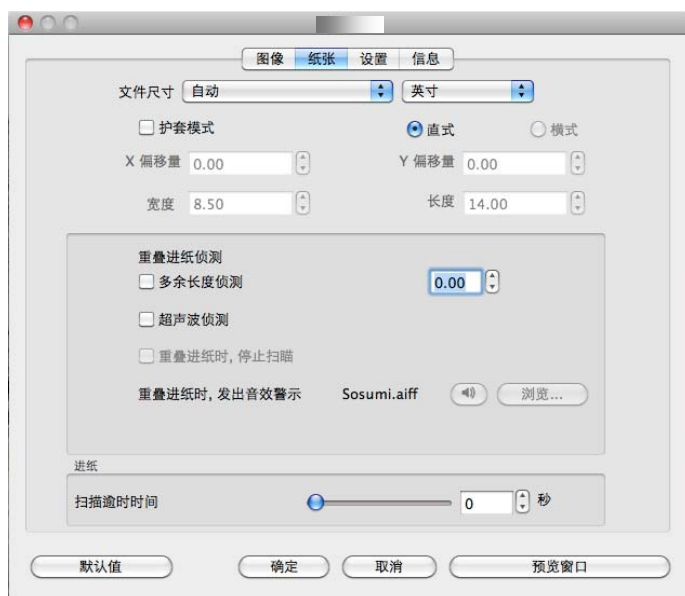 图像 纸张 设置 信息
文件尺寸 自动 英寸
护套模式 直式 横式
X 偏移量 0.00 Y 偏移量 0.00
宽度 8.50 长度 14.00
重叠进纸侦测
多余长度侦测 0.00
超声波侦测
重叠进纸时, 停止扫瞄
重叠进纸时, 发出音效警示 Sosumi.aiff 浏览...
进纸
扫描逾时时间 0 秒
默认值 确定 取消 预览窗口